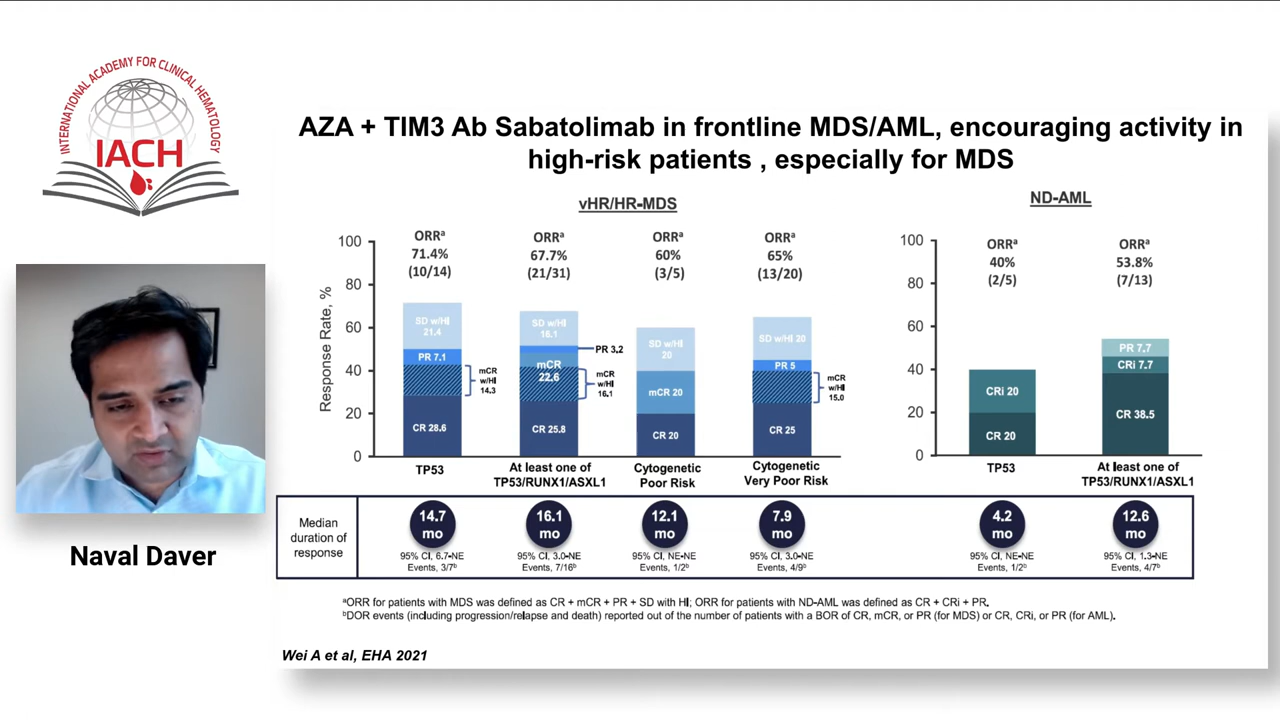 INTERNATIONAL ACADEMY FOR CLINICAL HEMATOLOGY
IACH
Naval Daver
AZA + TIM3 Ab Sabatolimab in frontline MDS/AML, encouraging activity in
high-risk patients , especially for MDS
vHR/HR-MDS
Response Rate, %
100
80
60
40
20
0
ORRᵃ
71.4%
(10/14)
SD w/HI
21.4
PR 7.1
mCR
w/HI
14.3
CR 28.6
TP53
ORRᵃ
67.7%
(21/31)
SD w/HI
16.1
PR 3.2
mCR
22.6
mCR
w/HI
16.1
CR 25.8
At least one of
TP53/RUNX1/ASXL1
ORRᵃ
60%
(3/5)
SD w/HI
20
mCR 20
CR 20
Cytogenetic
Poor Risk
ORRᵃ
65%
(13/20)
SD w/HI 20
PR 5
mCR
w/HI
15.0
CR 25
Cytogenetic
Very Poor Risk
ND-AML
100
80
60
40
20
0
ORRᵃ
40%
(2/5)
CRi 20
CR 20
TP53
ORRᵃ
53.8%
(7/13)
PR 7.7
CRi 7.7
CR 38.5
At least one of
TP53/RUNX1/ASXL1
Median
duration of
response
14.7
mo
95% CI, 6.7-NE
Events, 3/7ᵇ
16.1
mo
95% CI, 3.0-NE
Events, 7/16ᵇ
12.1
mo
95% CI, NE-NE
Events, 1/2ᵇ
7.9
mo
95% CI, 3.0-NE
Events, 4/9ᵇ
4.2
mo
95% CI, NE-NE
Events, 1/2ᵇ
12.6
mo
95% CI, 1.3-NE
Events, 4/7ᵇ
ᵃORR for patients with MDS was defined as CR + mCR + PR + SD with HI; ORR for patients with ND-AML was defined as CR + CRi + PR.
ᵇDOR events (including progression/relapse and death) reported out of the number of patients with a BOR of CR, mCR, or PR (for MDS) or CR, CRi, or PR (for AML).
Wei A et al, EHA 2021